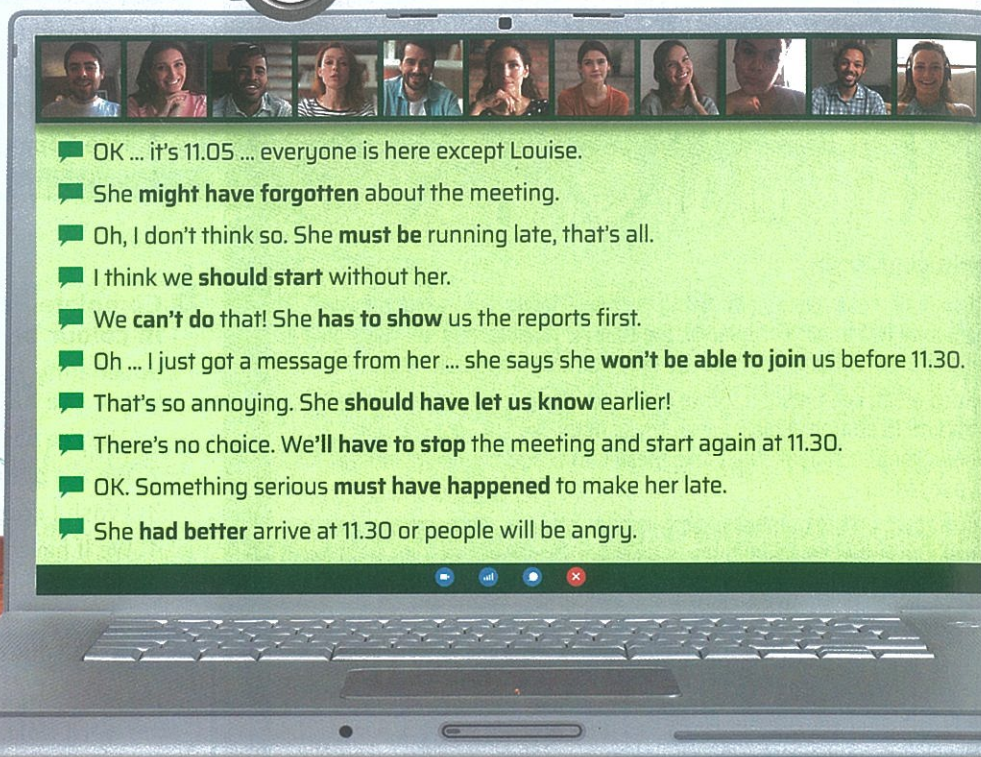 OK ... it's 11.05 ... everyone is here except Louise.
She might have forgotten about the meeting.
Oh, I don't think so. She must be running late, that's all.
I think we should start without her.
We can't do that! She has to show us the reports first.
Oh ... I just got a message from her ... she says she won't be able to join us before 11.30.
That's so annoying. She should have let us know earlier!
There's no choice. We'll have to stop the meeting and start again at 11.30.
OK. Something serious must have happened to make her late.
She had better arrive at 11.30 or people will be angry.